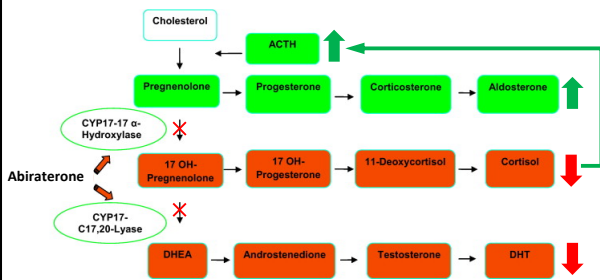 Cholesterol
ACTH
Pregnenolone
Progesterone
Corticosterone
Aldosterone
CYP17-17 α-
Hydroxylase
Abiraterone
17 OH-
Pregnenolone
17 OH-
Progesterone
11-Deoxycortisol
Cortisol
CYP17-
C17,20-Lyase
DHEA
Androstenedione
Testosterone
DHT